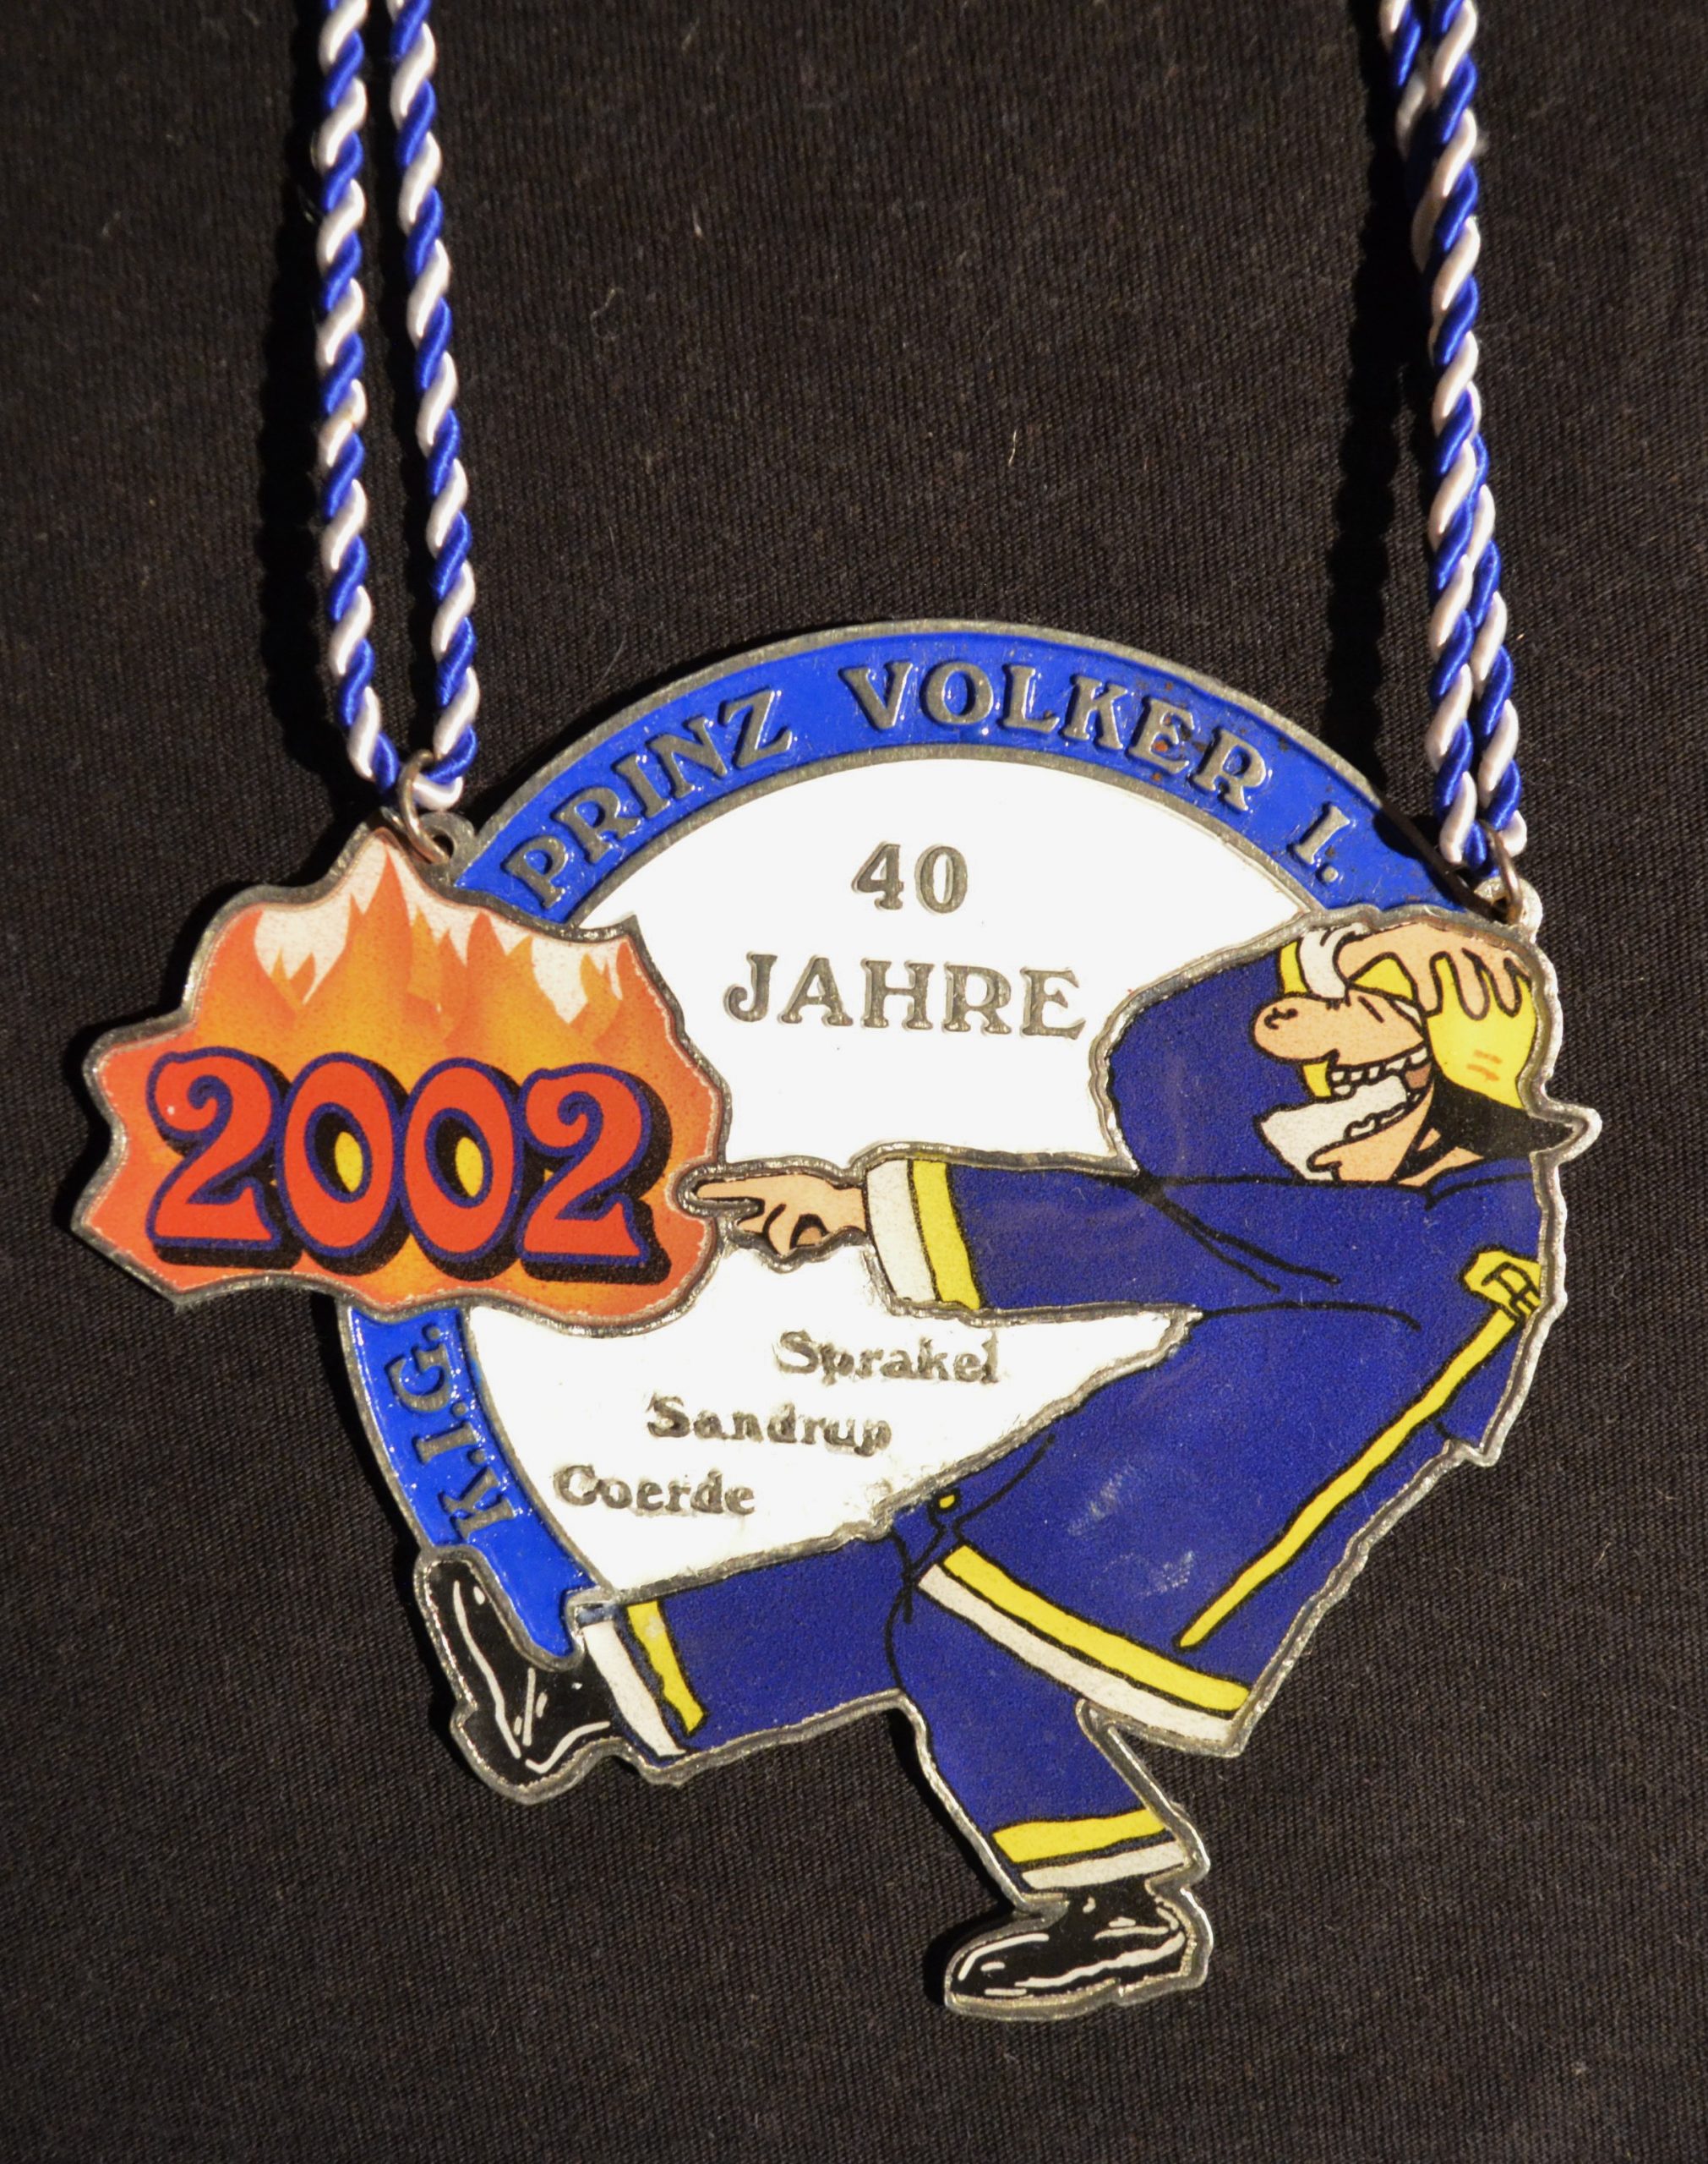 PRINZ VOLKER I.
40
JAHRE
2002
Sprakel
Sandrup
Coerde
K.I.G.